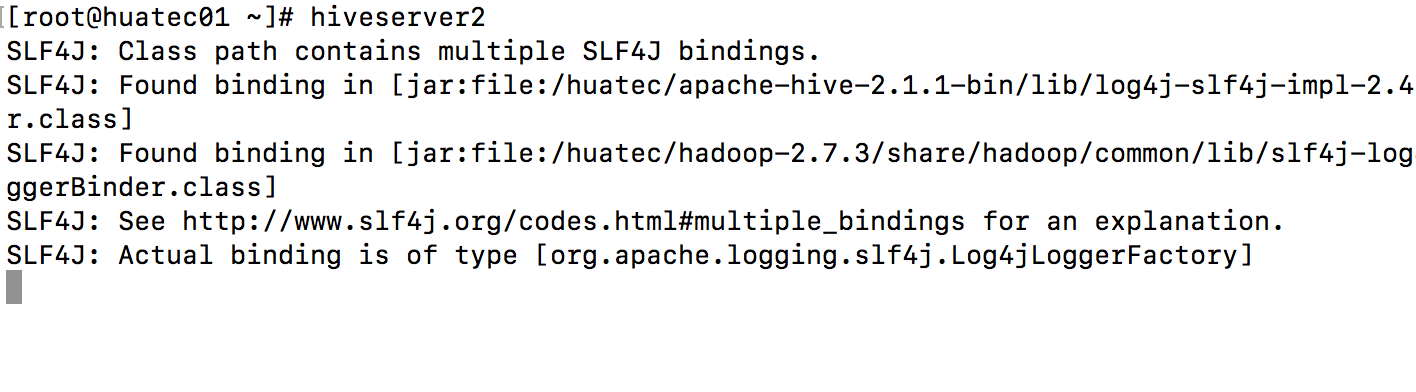 [[root@huatec01 ~]# hiveserver2
SLF4J: Class path contains multiple SLF4J bindings.
SLF4J: Found binding in [jar:file:/huatec/apache-hive-2.1.1-bin/lib/log4j-slf4j-impl-2.4
r.class]
SLF4J: Found binding in [jar:file:/huatec/hadoop-2.7.3/share/hadoop/common/lib/slf4j-log
ggerBinder.class]
SLF4J: See http://www.slf4j.org/codes.html#multiple_bindings for an explanation.
SLF4J: Actual binding is of type [org.apache.logging.slf4j.Log4jLoggerFactory]